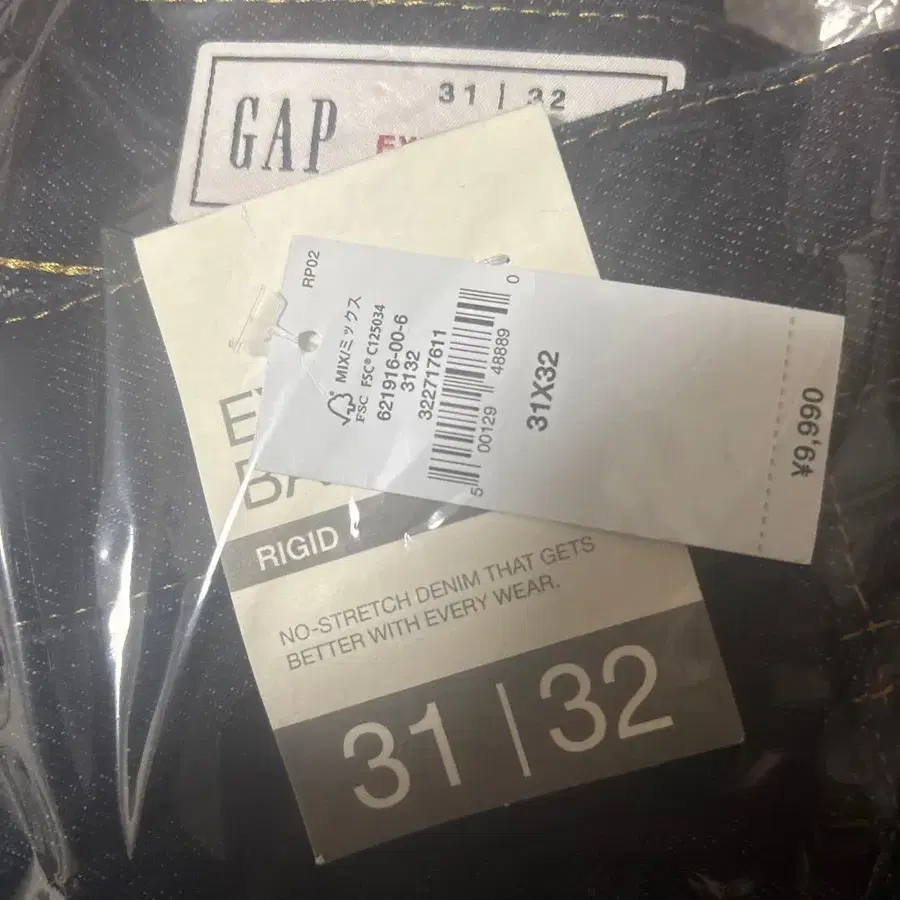 GAP
31 | 32
RP02
MIX/ミックス
FSC FSC® C125034
621916-00-6
3132
322717611
5 00129 48889 0
31X32
¥9,990
RIGID
NO-STRETCH DENIM THAT GETS
BETTER WITH EVERY WEAR.
31 | 32